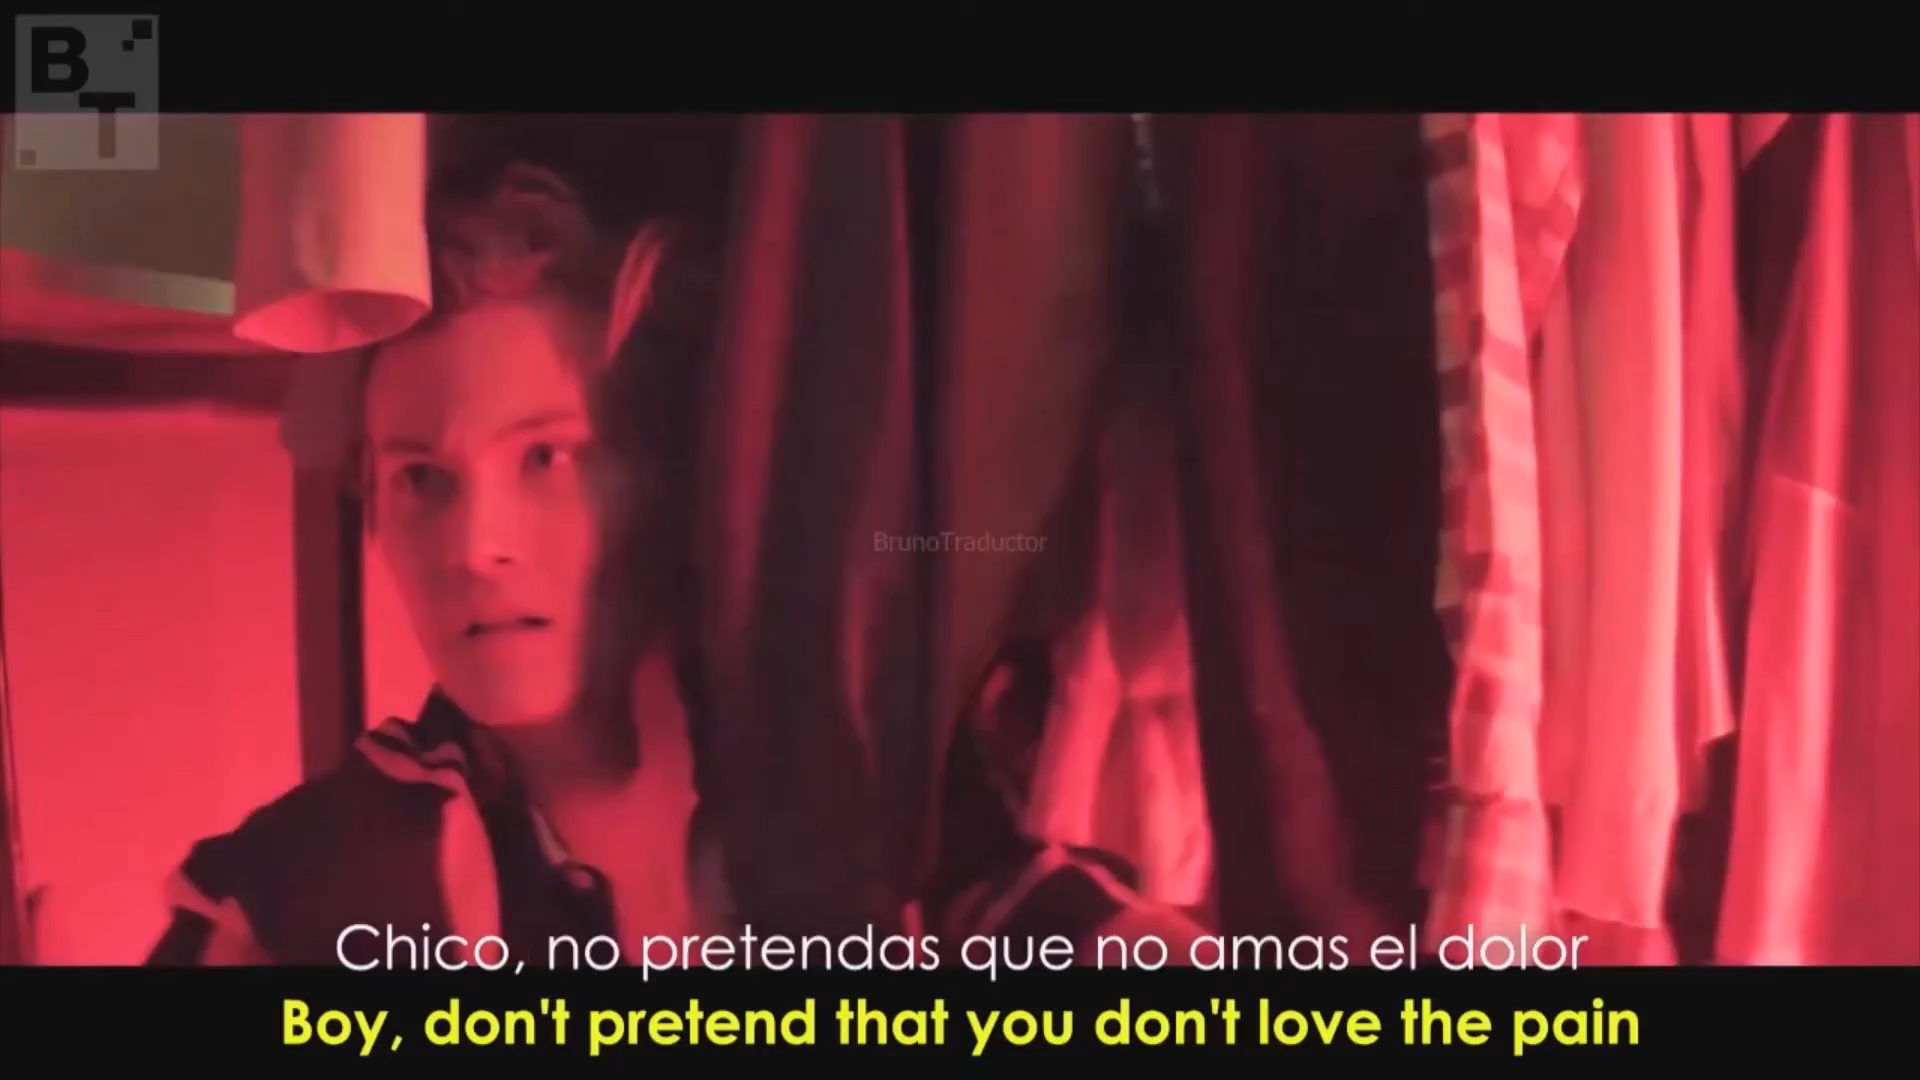 B
T
BrunoTraductor
Chico, no pretendas que no amas el dolor
Boy, don't pretend that you don't love the pain